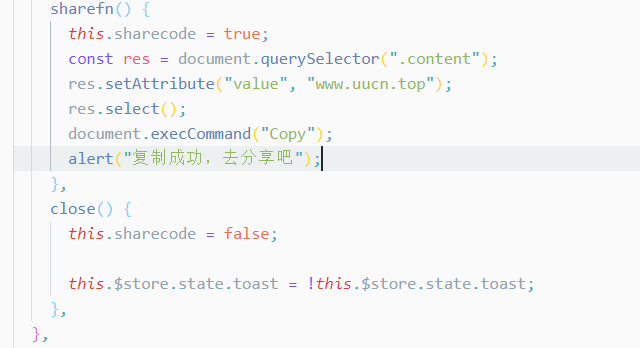 sharefn() {
this.sharecode = true;
const res = document.querySelector(".content");
res.setAttribute("value", "www.uucn.top");
res.select();
document.execCommand("Copy");
alert("复制成功，去分享吧");
},
close() {
this.sharecode = false;
this.$store.state.toast = !this.$store.state.toast;
},
},